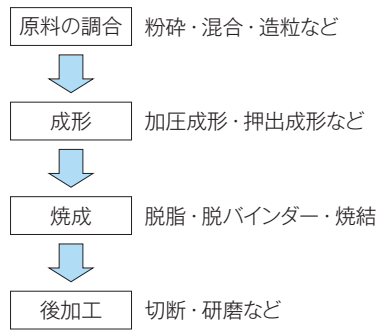 原料の調合 粉砕・混合・造粒など
成形 加圧成形・押出成形など
焼成 脱脂・脱バインダー・焼結
後加工 切断・研磨など